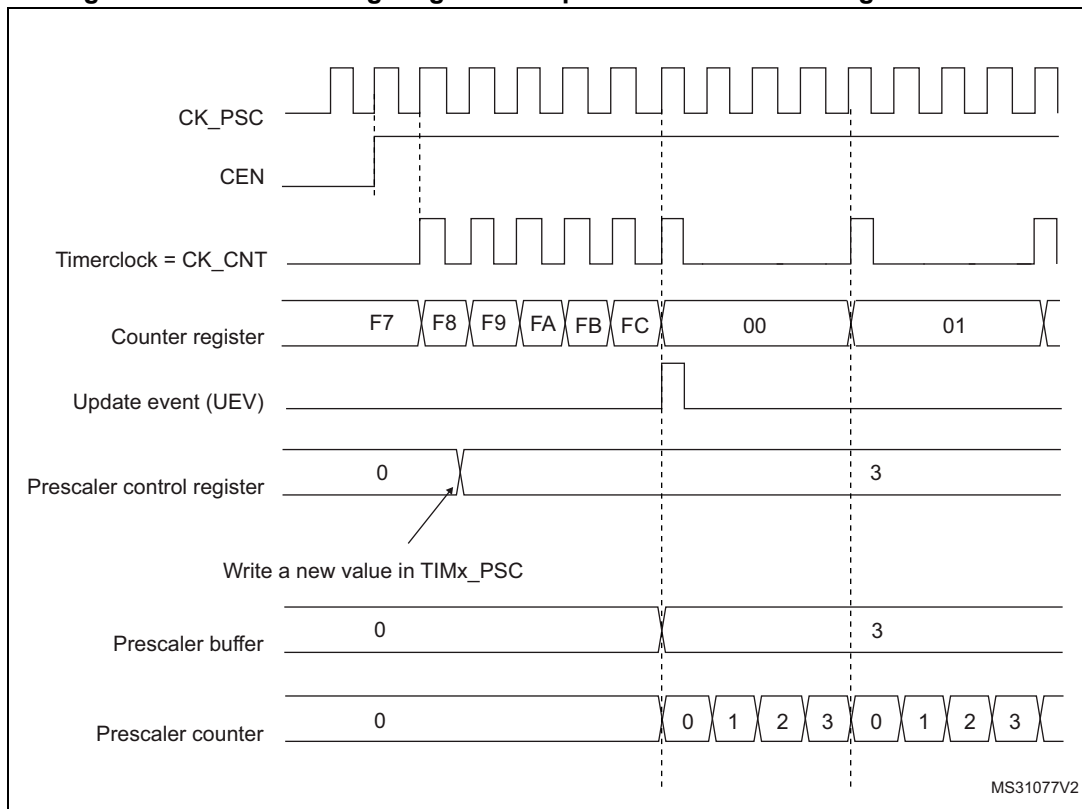 CK_PSC
CEN
Timerclock = CK_CNT
Counter register F7 F8 F9 FA FB FC 00 01
Update event (UEV)
Prescaler control register 0 3
Write a new value in TIMx_PSC
Prescaler buffer 0 3
Prescaler counter 0 0 1 2 3 0 1 2 3
MS31077V2